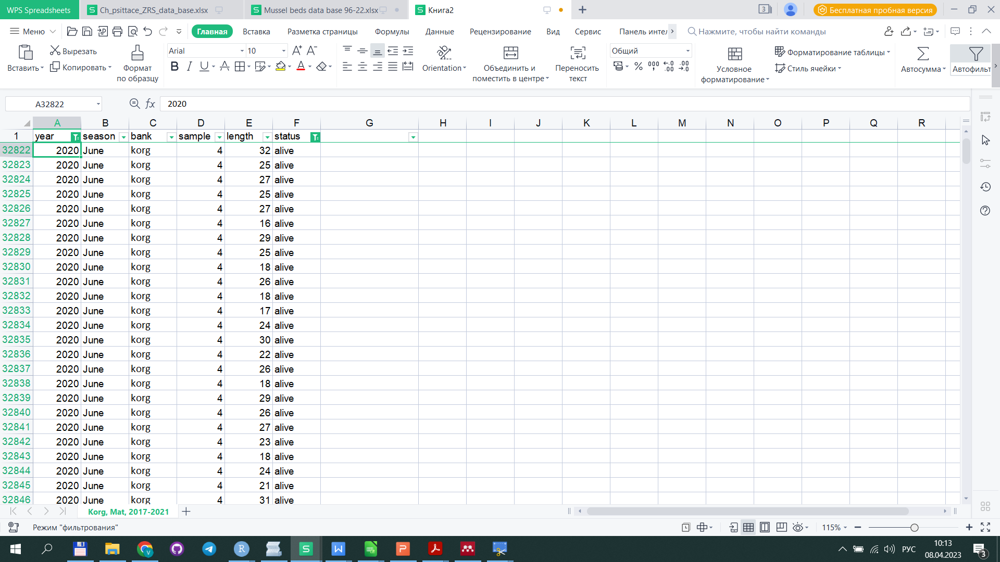 WPS Spreadsheets Ch_psittace_ZRS_data_base.xlsx Mussel beds data base 96-22.xlsx Книга2 3 Бесплатная пробная версия
Меню Главная Вставка Разметка страницы Формулы Данные Рецензирование Вид Сервис Панель интел Нажмите, чтобы найти команды
Вставить Вырезать Копировать Формат по образцу Arial 10 Orientation Объединить и поместить в центре Переносить текст Общий Условное форматирование Форматирование таблицы Стиль ячейки Автосумма Автофильт
A32822 fx 2020
A B C D E F G H I J K L M N O P Q R
1 year season bank sample length status
32822 2020 June korg 4 32 alive
32823 2020 June korg 4 25 alive
32824 2020 June korg 4 27 alive
32825 2020 June korg 4 25 alive
32826 2020 June korg 4 27 alive
32827 2020 June korg 4 16 alive
32828 2020 June korg 4 29 alive
32829 2020 June korg 4 25 alive
32830 2020 June korg 4 18 alive
32831 2020 June korg 4 26 alive
32832 2020 June korg 4 18 alive
32833 2020 June korg 4 17 alive
32834 2020 June korg 4 24 alive
32835 2020 June korg 4 30 alive
32836 2020 June korg 4 22 alive
32837 2020 June korg 4 26 alive
32838 2020 June korg 4 18 alive
32839 2020 June korg 4 29 alive
32840 2020 June korg 4 26 alive
32841 2020 June korg 4 27 alive
32842 2020 June korg 4 23 alive
32843 2020 June korg 4 18 alive
32844 2020 June korg 4 24 alive
32845 2020 June korg 4 21 alive
32846 2020 June korg 4 31 alive
Korg, Mat, 2017-2021
Режим "фильтрования" 115%
РУС 10:13
08.04.2023 3